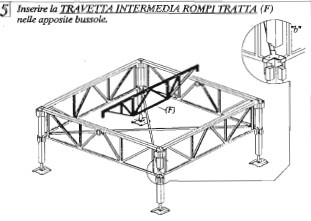 5 Inserire la TRAVETTA INTERMEDIA ROMPI TRATTA (F)
nelle apposite bussole.
"b"
(F)